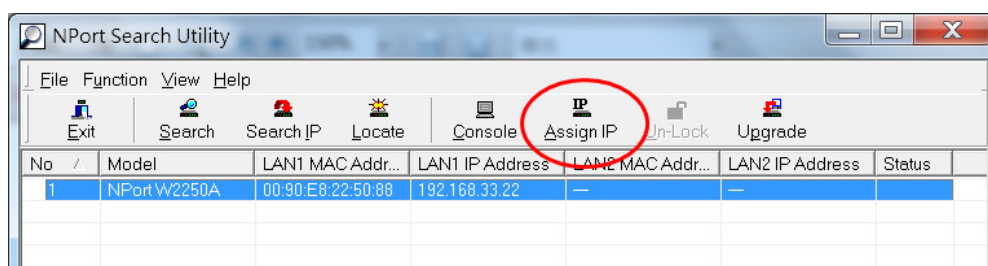 NPort Search Utility
File Function View Help
Exit Search Search IP Locate Console Assign IP Un-Lock Upgrade
No Model LAN1 MAC Addr... LAN1 IP Address LAN2 MAC Addr... LAN2 IP Address Status
1 NPort W2250A 00:90:E8:22:50:88 192.168.33.22 — —